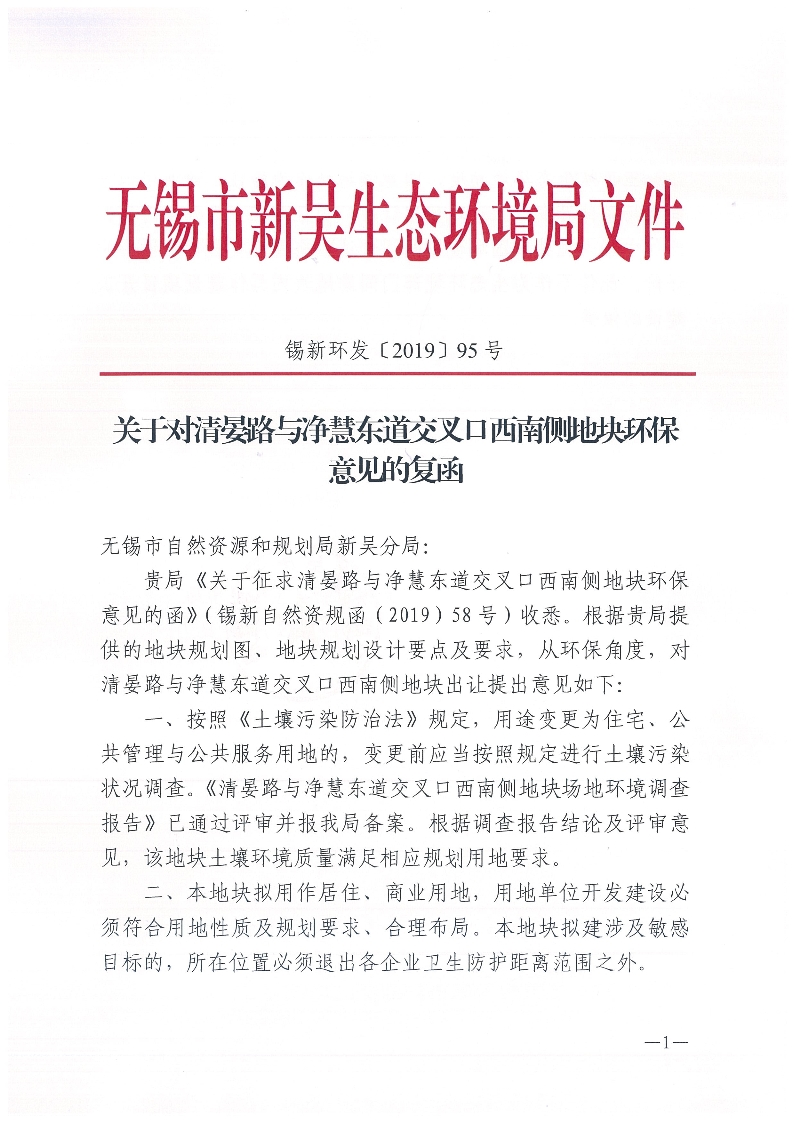 无锡市新吴生态环境局文件
锡新环发〔2019〕95号
关于对清晏路与净慧东道交叉口西南侧地块环保
意见的复函
无锡市自然资源和规划局新吴分局：
贵局《关于征求清晏路与净慧东道交叉口西南侧地块环保
意见的函》（锡新自然资规函（2019）58号）收悉。根据贵局提
供的地块规划图、地块规划设计要点及要求，从环保角度，对
清晏路与净慧东道交叉口西南侧地块出让提出意见如下：
一、按照《土壤污染防治法》规定，用途变更为住宅、公
共管理与公共服务用地的，变更前应当按照规定进行土壤污染
状况调查。《清晏路与净慧东道交叉口西南侧地块场地环境调查
报告》已通过评审并报我局备案。根据调查报告结论及评审意
见，该地块土壤环境质量满足相应规划用地要求。
二、本地块拟用作居住、商业用地，用地单位开发建设必
须符合用地性质及规划要求、合理布局。本地块拟建涉及敏感
目标的，所在位置必须退出各企业卫生防护距离范围之外。
—1—